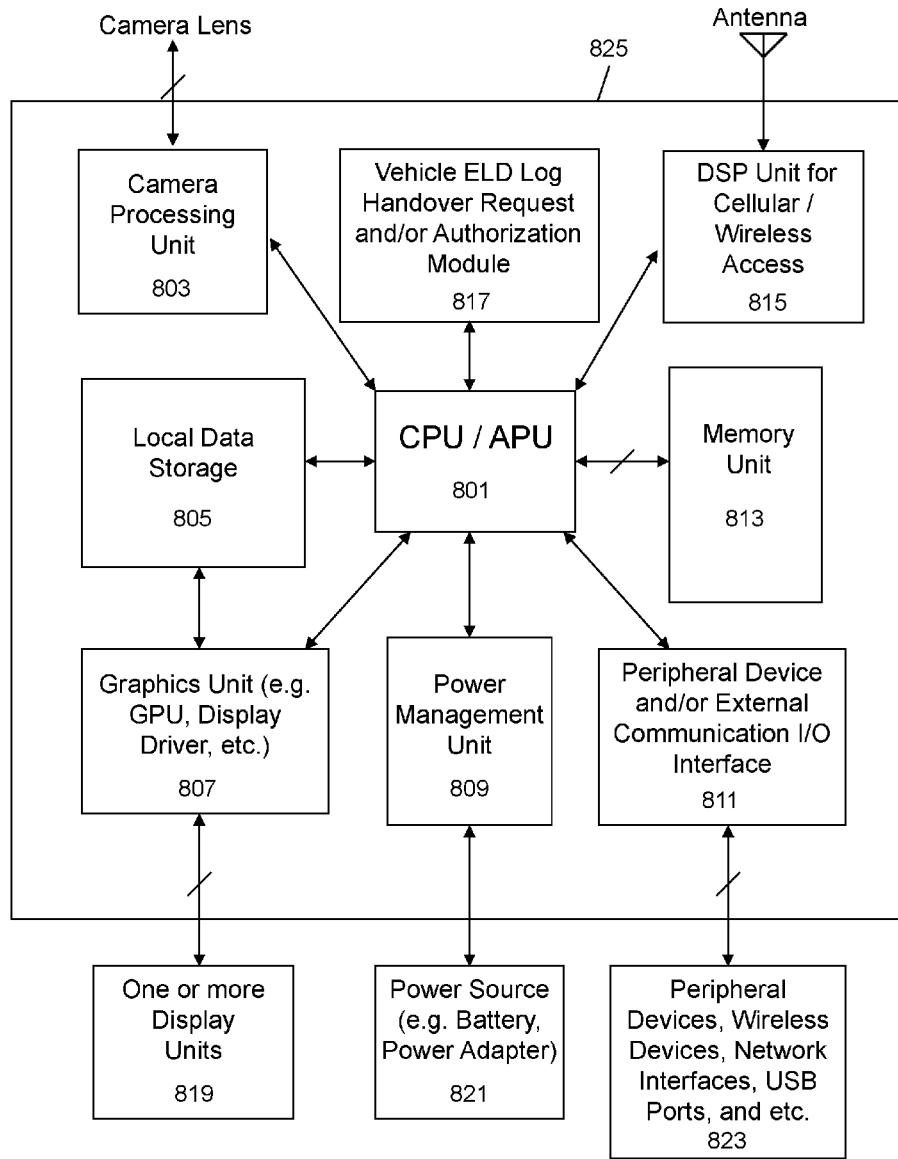 Camera Lens
Antenna
825
Camera
Processing
Unit
803
Vehicle ELD Log
Handover Request
and/or Authorization
Module
817
DSP Unit for
Cellular /
Wireless
Access
815
Local Data
Storage
805
CPU / APU
801
Memory
Unit
813
Graphics Unit (e.g.
GPU, Display
Driver, etc.)
807
Power
Management
Unit
809
Peripheral Device
and/or External
Communication I/O
Interface
811
One or more
Display
Units
819
Power Source
(e.g. Battery,
Power Adapter)
821
Peripheral
Devices, Wireless
Devices, Network
Interfaces, USB
Ports, and etc.
823